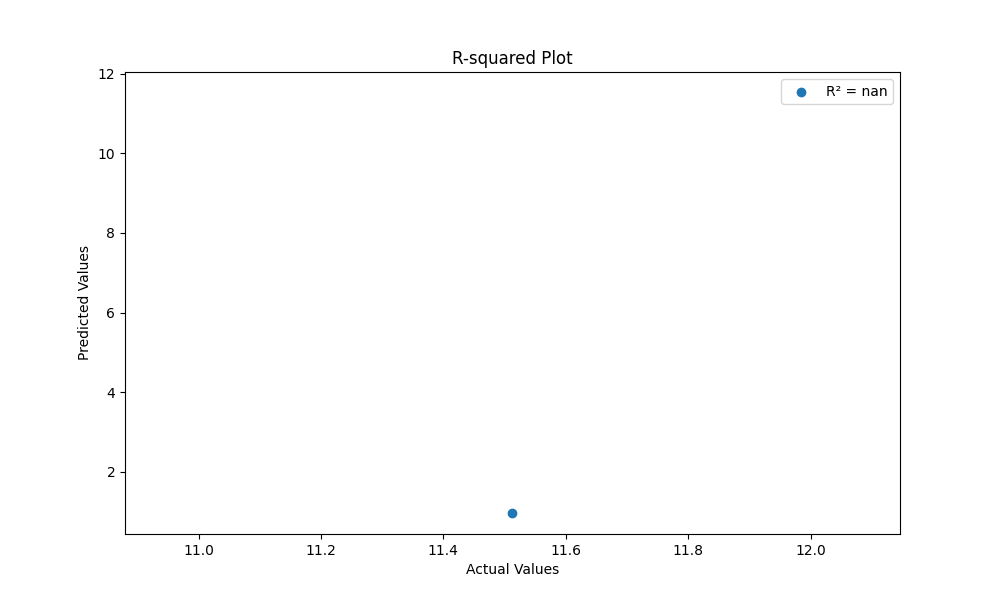 R-squared Plot
R² = nan
12
10
8
6
4
2
Predicted Values
11.0 11.2 11.4 11.6 11.8 12.0
Actual Values